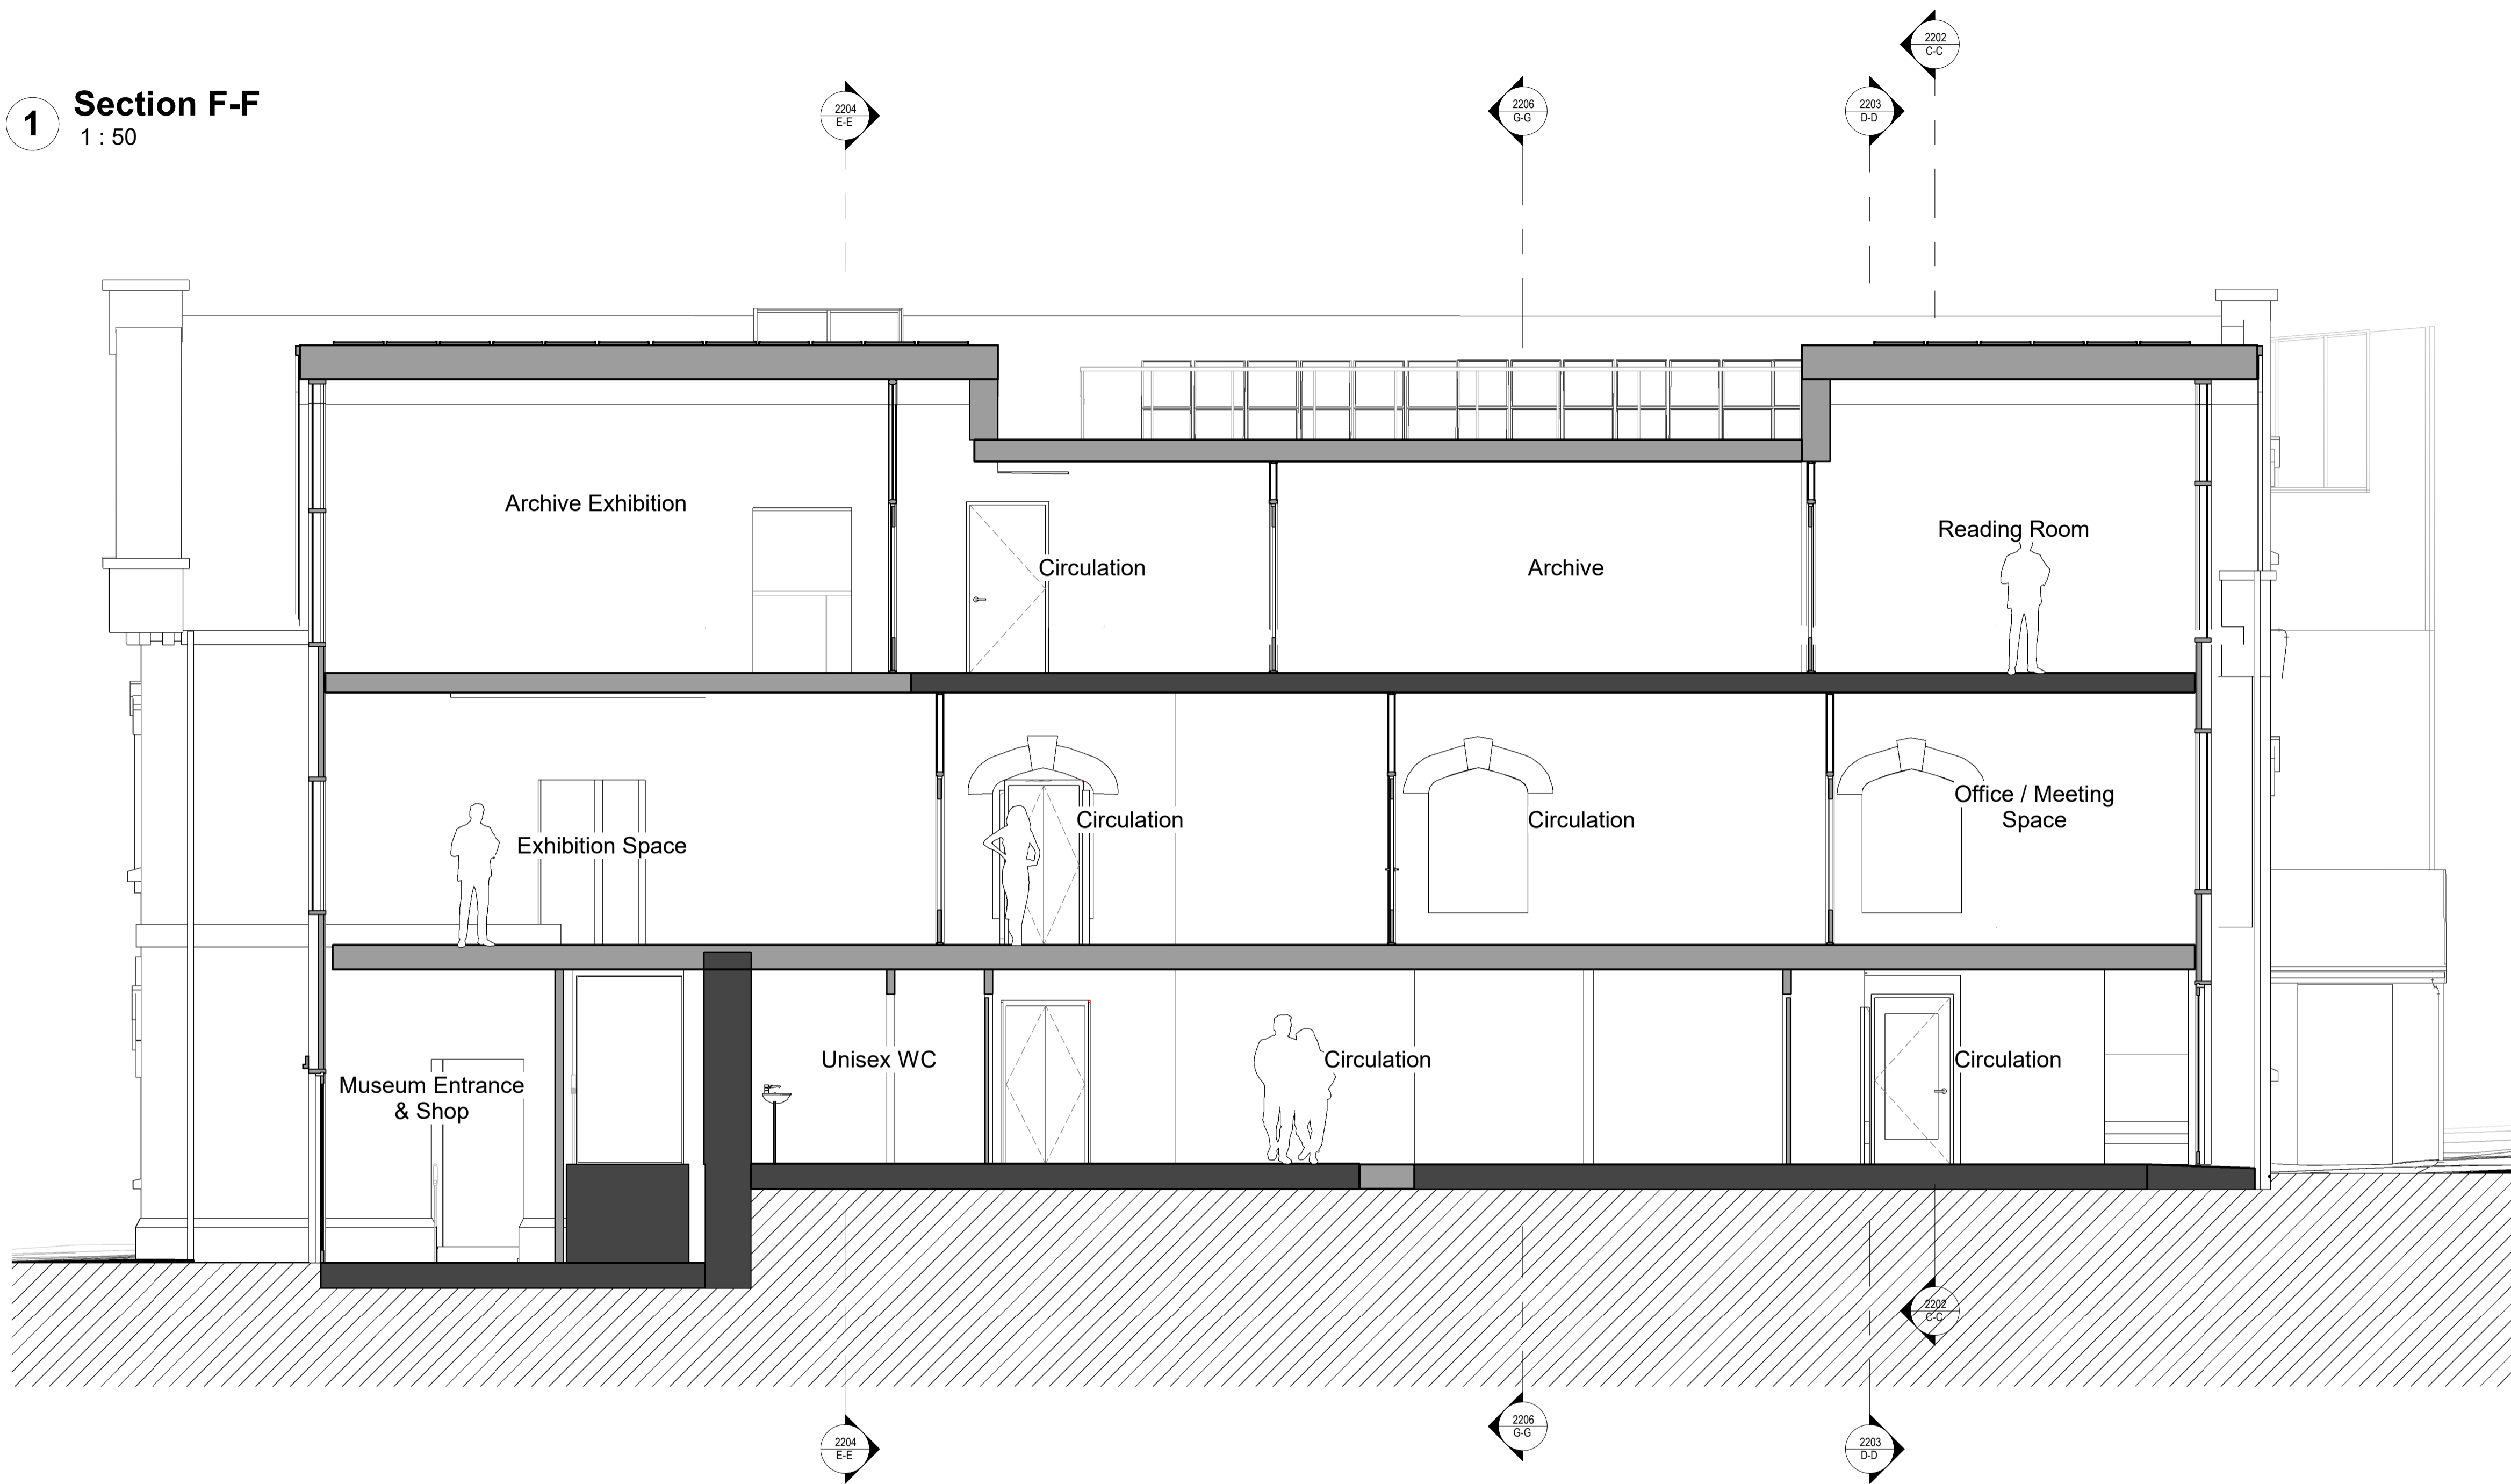 2202
C-C
1
Section F-F
1 : 50
2204
E-E
2206
G-G
2203
D-D
Archive Exhibition
Circulation
Archive
Reading Room
Exhibition Space
Circulation
Circulation
Office / Meeting
Space
Museum Entrance
& Shop
Unisex WC
Circulation
Circulation
2202
C-C
2204
E-E
2206
G-G
2203
D-D